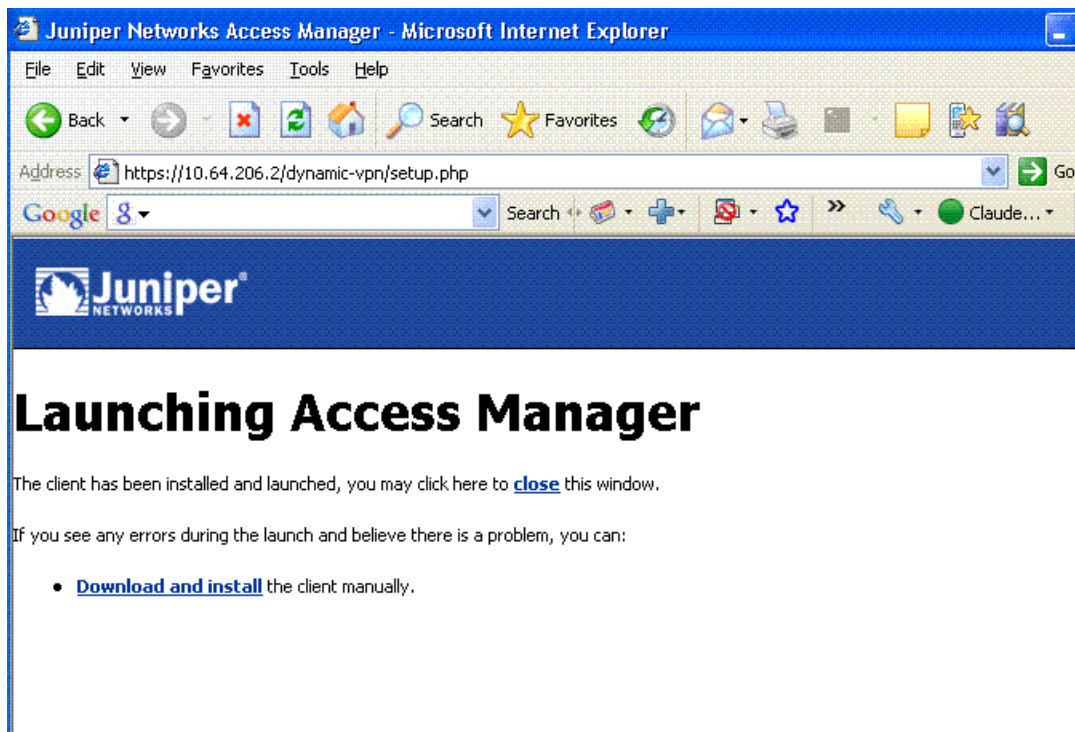 Juniper Networks Access Manager - Microsoft Internet Explorer
File Edit View Favorites Tools Help
Back Search Favorites
Address https://10.64.206.2/dynamic-vpn/setup.php Go
Google g Search >> Claude...
Juniper®
NETWORKS
Launching Access Manager
The client has been installed and launched, you may click here to close this window.
If you see any errors during the launch and believe there is a problem, you can:
• Download and install the client manually.